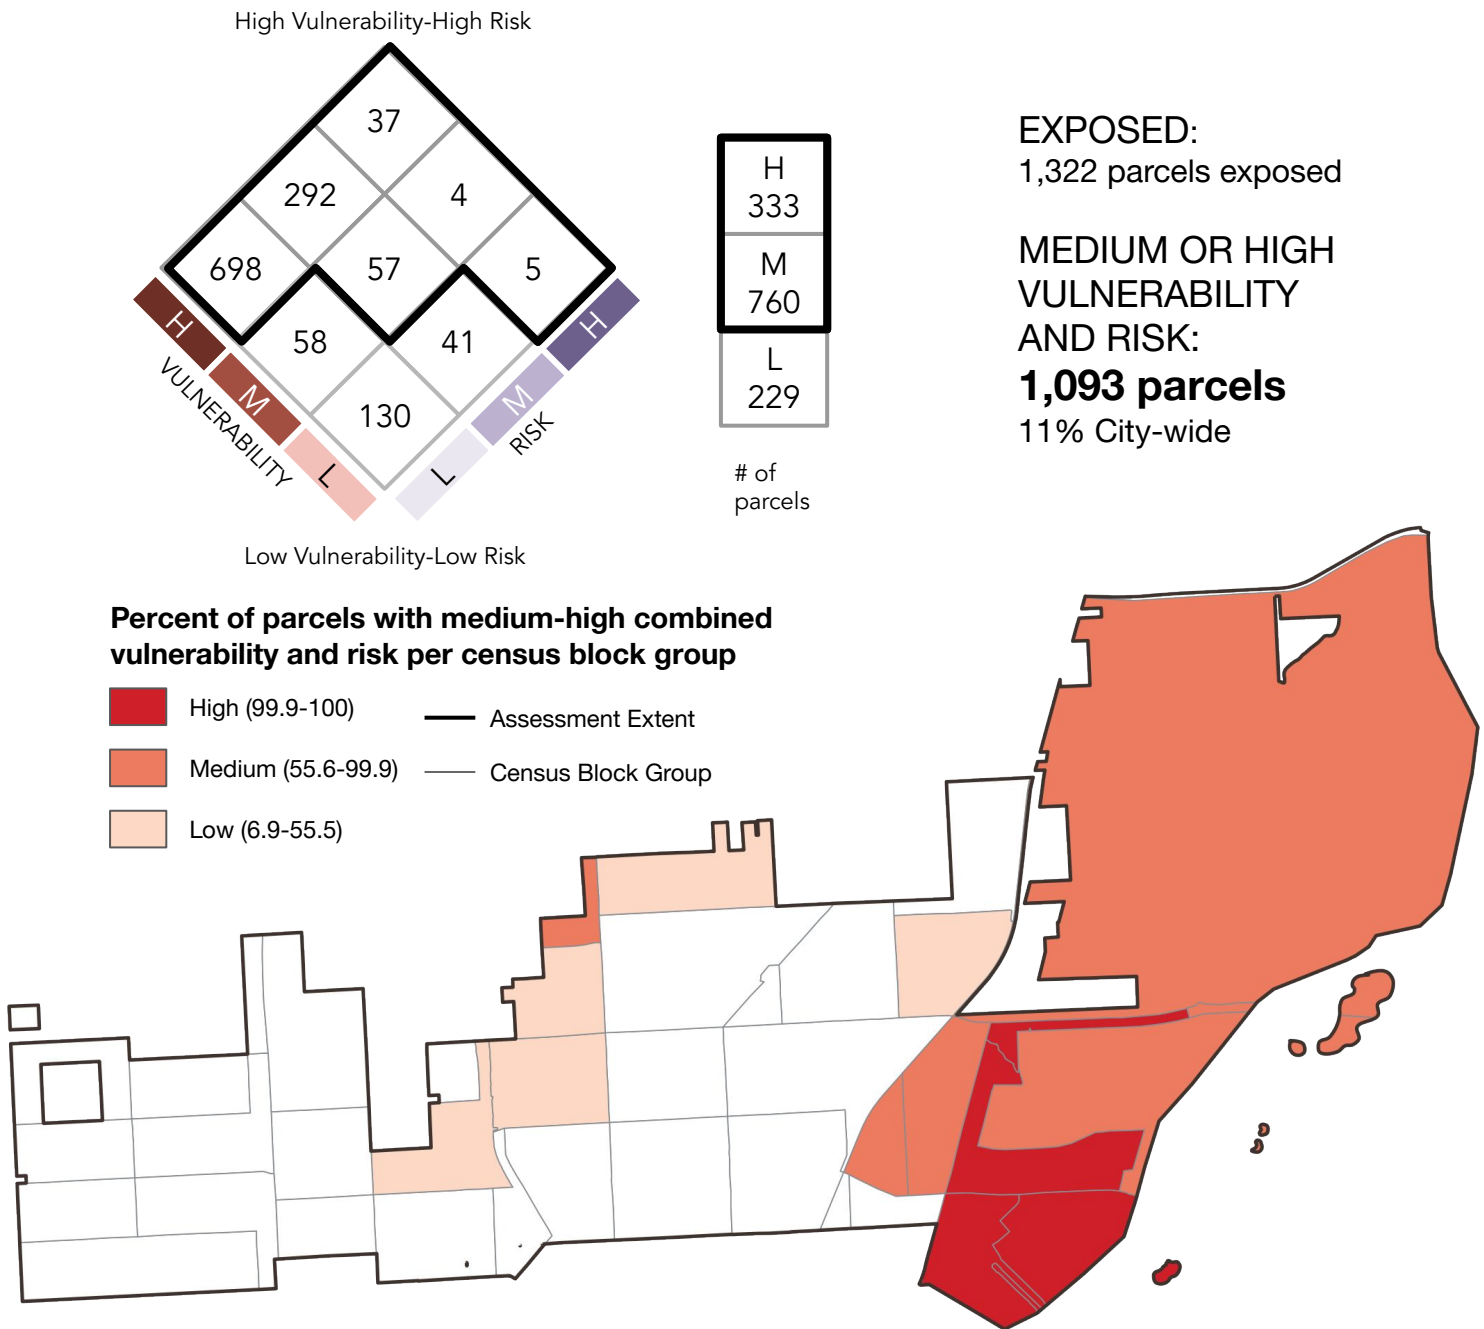 High Vulnerability-High Risk
37
292
4
698
57
5
58
41
130
H
M
L
VULNERABILITY
H
M
L
RISK
Low Vulnerability-Low Risk
H
333
M
760
L
229
# of
parcels
EXPOSED:
1,322 parcels exposed
MEDIUM OR HIGH
VULNERABILITY
AND RISK:
1,093 parcels
11% City-wide
Percent of parcels with medium-high combined
vulnerability and risk per census block group
High (99.9-100)
Medium (55.6-99.9)
Low (6.9-55.5)
Assessment Extent
Census Block Group